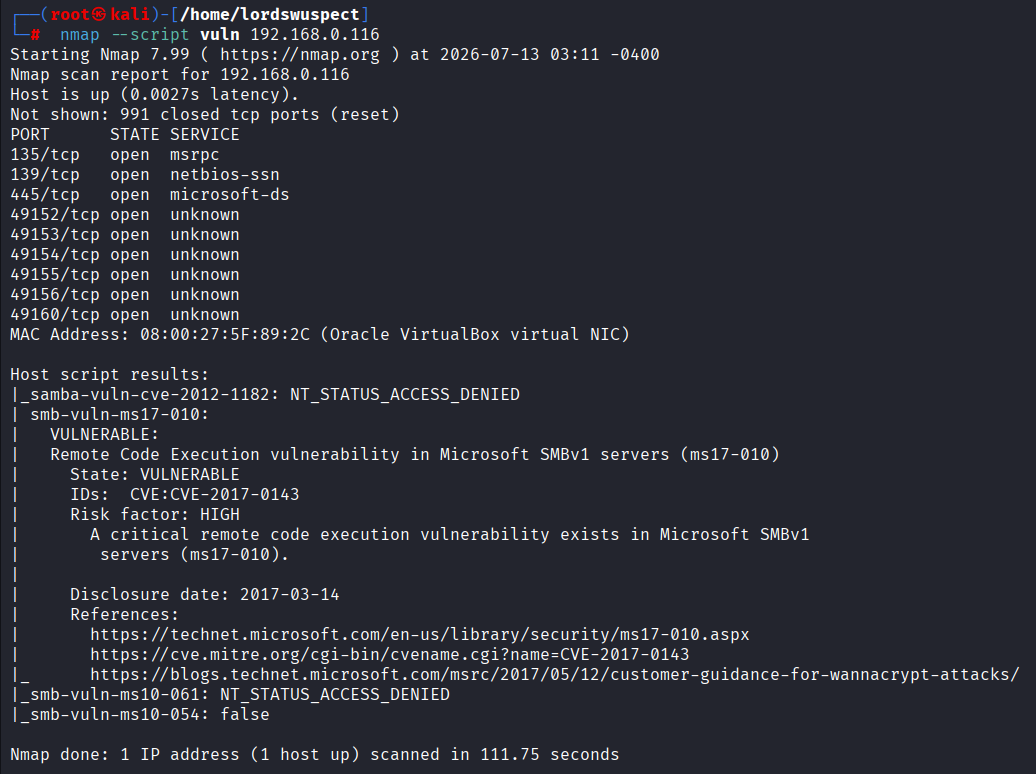 ┌──(root㉿kali)-[/home/lordswuspect]
└─# nmap --script vuln 192.168.0.116
Starting Nmap 7.99 ( https://nmap.org ) at 2026-07-13 03:11 -0400
Nmap scan report for 192.168.0.116
Host is up (0.0027s latency).
Not shown: 991 closed tcp ports (reset)
PORT      STATE SERVICE
135/tcp   open  msrpc
139/tcp   open  netbios-ssn
445/tcp   open  microsoft-ds
49152/tcp open  unknown
49153/tcp open  unknown
49154/tcp open  unknown
49155/tcp open  unknown
49156/tcp open  unknown
49160/tcp open  unknown
MAC Address: 08:00:27:5F:89:2C (Oracle VirtualBox virtual NIC)

Host script results:
|_samba-vuln-cve-2012-1182: NT_STATUS_ACCESS_DENIED
| smb-vuln-ms17-010:
|   VULNERABLE:
|   Remote Code Execution vulnerability in Microsoft SMBv1 servers (ms17-010)
|     State: VULNERABLE
|     IDs:  CVE:CVE-2017-0143
|     Risk factor: HIGH
|       A critical remote code execution vulnerability exists in Microsoft SMBv1
|        servers (ms17-010).
|
|     Disclosure date: 2017-03-14
|     References:
|       https://technet.microsoft.com/en-us/library/security/ms17-010.aspx
|       https://cve.mitre.org/cgi-bin/cvename.cgi?name=CVE-2017-0143
|_      https://blogs.technet.microsoft.com/msrc/2017/05/12/customer-guidance-for-wannacrypt-attacks/
|_smb-vuln-ms10-061: NT_STATUS_ACCESS_DENIED
|_smb-vuln-ms10-054: false

Nmap done: 1 IP address (1 host up) scanned in 111.75 seconds